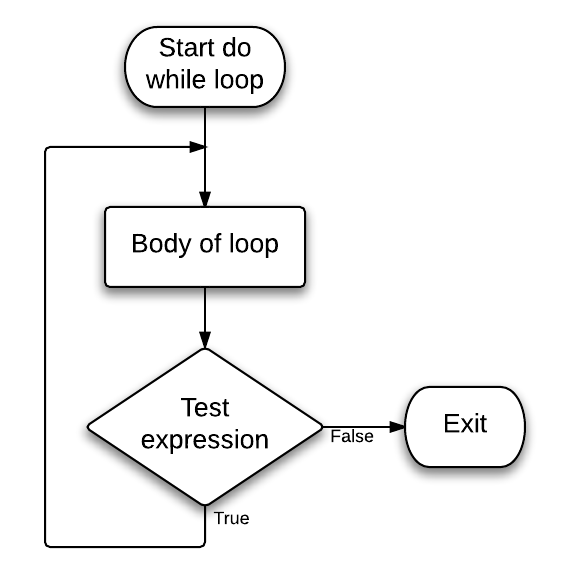 Start do
while loop
Body of loop
Test
expression
False
Exit
True